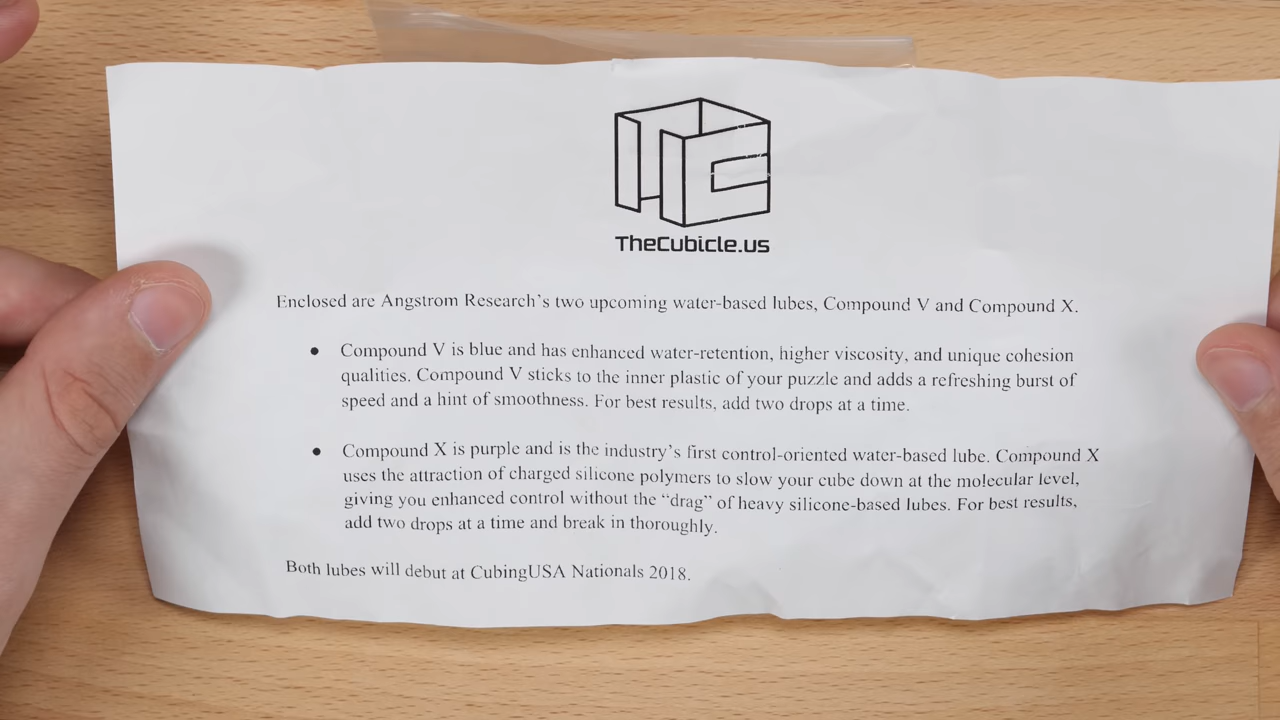 TheCubicle.us
Enclosed are Angstrom Research's two upcoming water-based lubes, Compound V and Compound X.
● Compound V is blue and has enhanced water-retention, higher viscosity, and unique cohesion
qualities. Compound V sticks to the inner plastic of your puzzle and adds a refreshing burst of
speed and a hint of smoothness. For best results, add two drops at a time.
● Compound X is purple and is the industry's first control-oriented water-based lube. Compound X
uses the attraction of charged silicone polymers to slow your cube down at the molecular level,
giving you enhanced control without the “drag” of heavy silicone-based lubes. For best results,
add two drops at a time and break in thoroughly.
Both lubes will debut at CubingUSA Nationals 2018.